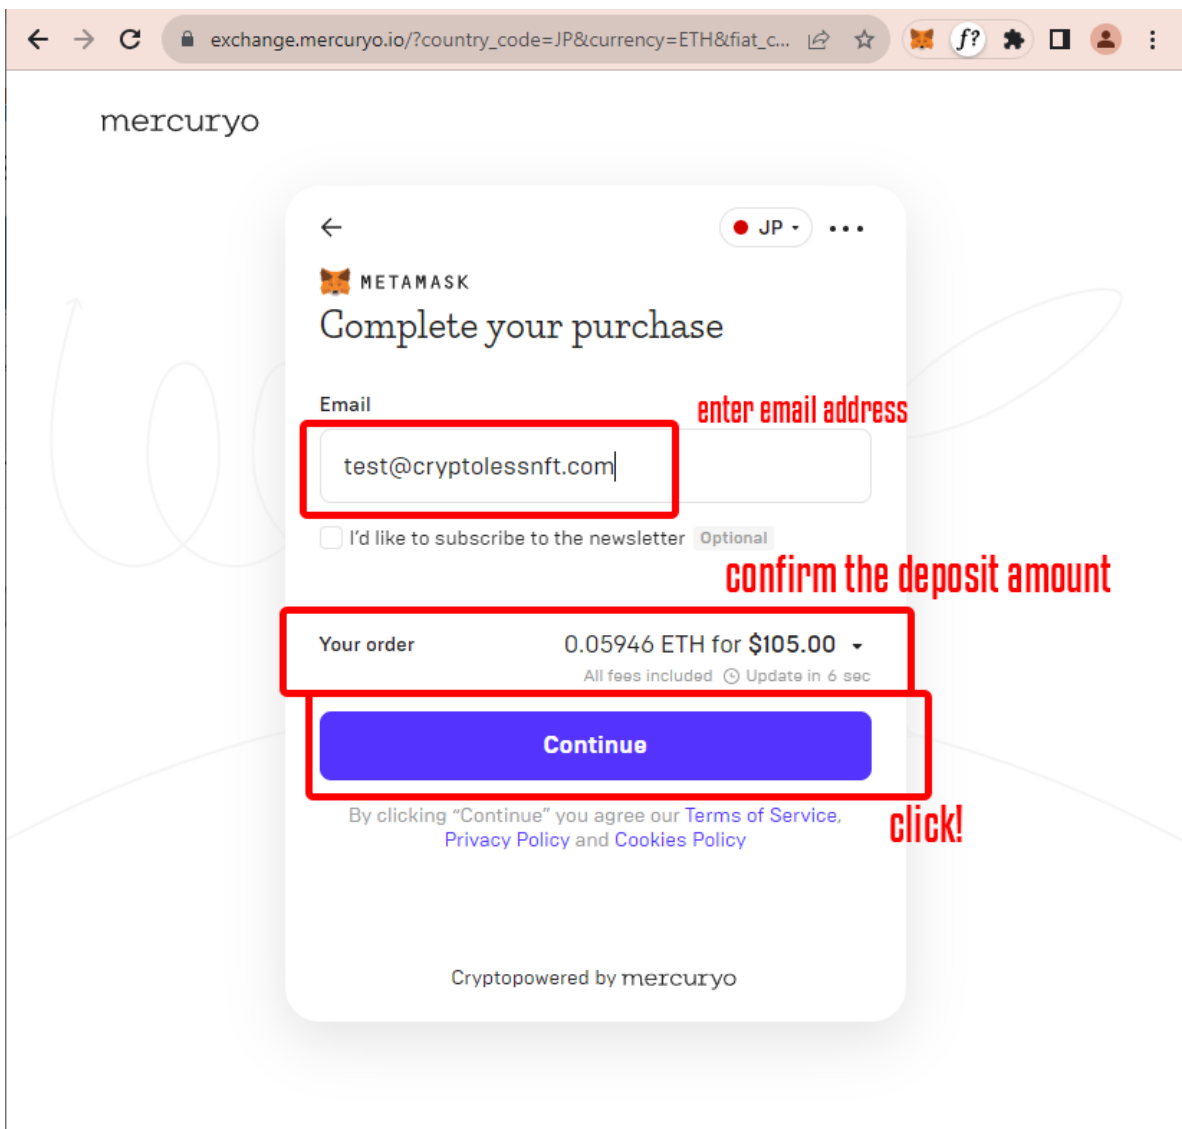 exchange.mercuryo.io/?country_code=JP&currency=ETH&fiat_c...
f?
mercuryo
JP
METAMASK
Complete your purchase
Email
enter email address
test@cryptolessnft.com
I'd like to subscribe to the newsletter Optional
confirm the deposit amount
Your order 0.05946 ETH for $105.00
All fees included Update in 6 sec
Continue
By clicking “Continue” you agree our Terms of Service,
Privacy Policy and Cookies Policy
click!
Cryptopowered by mercuryo